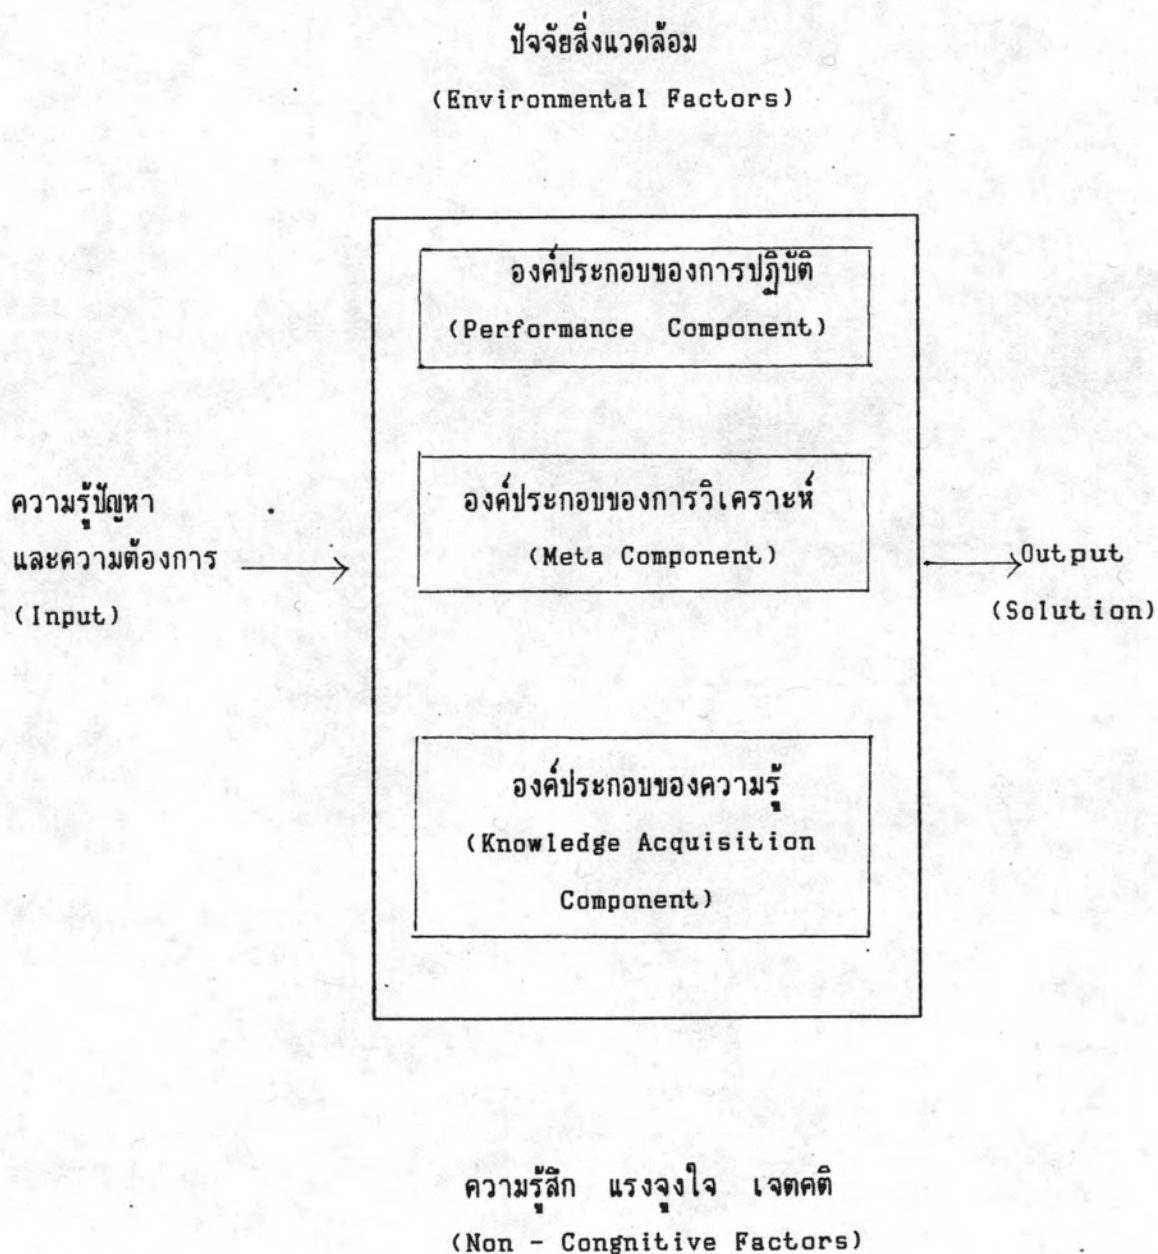 ปัจจัยสิ่งแวดล้อม
(Environmental Factors)
องค์ประกอบของการปฏิบัติ
(Performance Component)
องค์ประกอบของการวิเคราะห์
(Meta Component)
ความรู้ปัญหา
และความต้องการ
(Input)
Output
(Solution)
องค์ประกอบของความรู้
(Knowledge Acquisition
Component)
ความรู้สึก แรงจูงใจ เจตคติ
(Non - Congnitive Factors)